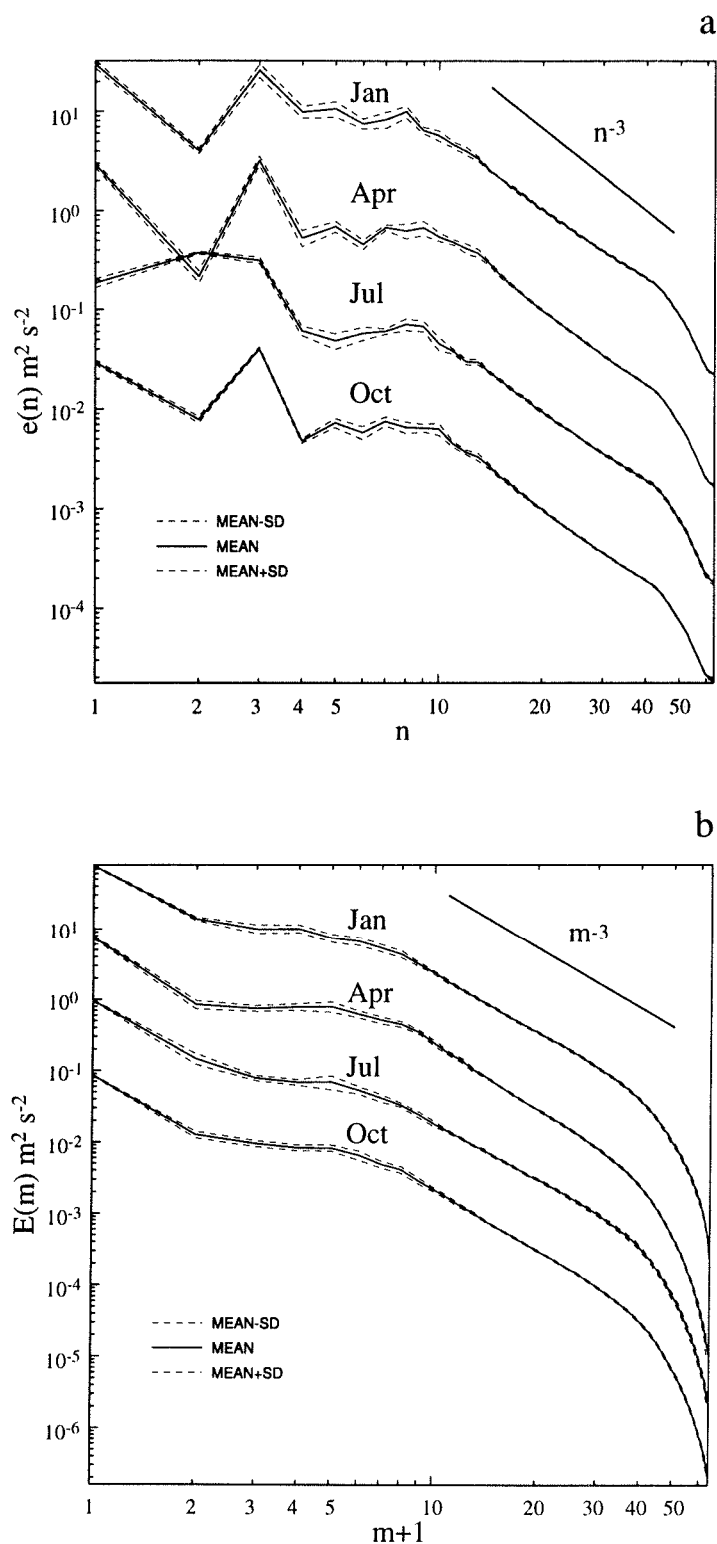 a
10¹
10⁰
10⁻¹
10⁻²
10⁻³
10⁻⁴
e(n) m² s⁻²
Jan
n⁻³
Apr
Jul
Oct
MEAN-SD
MEAN
MEAN+SD
1 2 3 4 5 10 20 30 40 50
n
b
10¹
10⁰
10⁻¹
10⁻²
10⁻³
10⁻⁴
10⁻⁵
10⁻⁶
E(m) m² s⁻²
Jan
m⁻³
Apr
Jul
Oct
MEAN-SD
MEAN
MEAN+SD
1 2 3 4 5 10 20 30 40 50
m+1